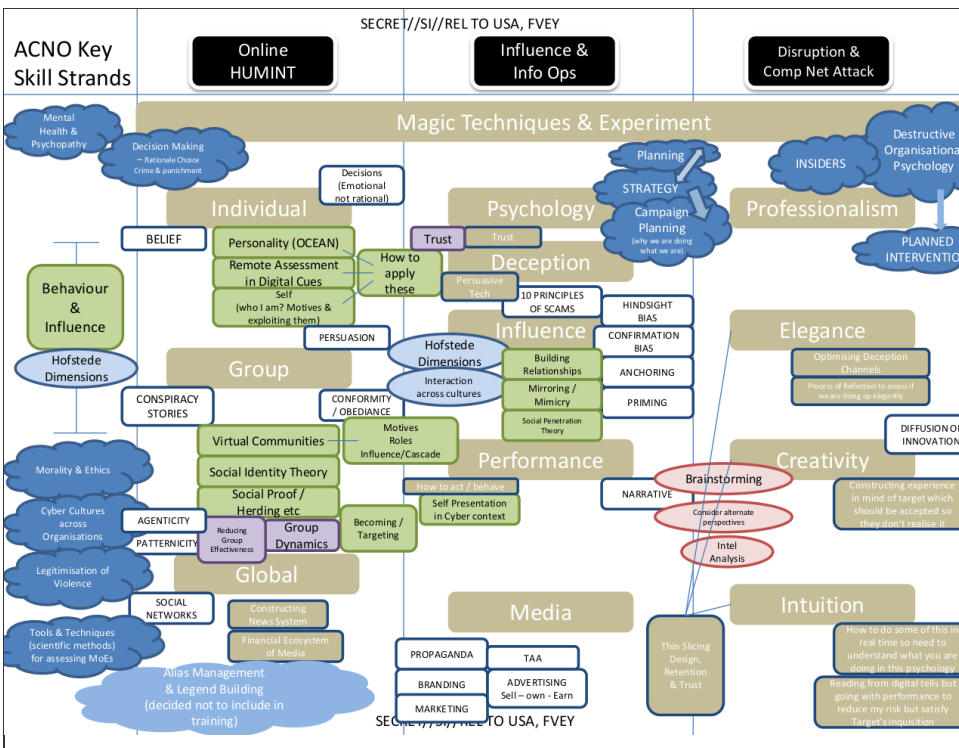 SECRET//SI//REL TO USA, FVEY
ACNO Key
Skill Strands
Online
HUMINT
Influence &
Info Ops
Disruption &
Comp Net Attack
Magic Techniques & Experiment
Mental
Health &
Psychopathy
Decision Making
– Rationale Choice
Crime & punishment
Decisions
(Emotional
not rational)
Planning
STRATEGY
Campaign
Planning
(why we are doing
what we are)
INSIDERS
Destructive
Organisationa
Psychology
PLANNED
INTERVENTIO
Individual
Psychology
Professionalism
BELIEF
Personality (OCEAN)
Remote Assessment
in Digital Cues
Self
(who I am? Motives &
exploiting them)
How to
apply
these
Trust
Trust
Deception
Persuasive
Tech
10 PRINCIPLES
OF SCAMS
HINDSIGHT
BIAS
Behaviour
&
Influence
Hofstede
Dimensions
PERSUASION
Influence
Hofstede
Dimensions
Interaction
across cultures
CONFIRMATION
BIAS
Building
Relationships
ANCHORING
Mirroring /
Mimicry
PRIMING
Social Penetration
Theory
Elegance
Optimising Deception
Channels
Process of Reflection to assess if
we are doing op elegantly
Group
CONSPIRACY
STORIES
CONFORMITY
/ OBEDIANCE
Virtual Communities
Motives
Roles
Influence/Cascade
Social Identity Theory
Social Proof /
Herding etc
Reducing
Group
Effectiveness
Group
Dynamics
Becoming /
Targeting
DIFFUSION OF
INNOVATION
Performance
How to act / behave
Self Presentation
in Cyber context
NARRATIVE
Creativity
Brainstorming
Consider alternate
perspectives
Intel
Analysis
Constructing experience
in mind of target which
should be accepted so
they don't realise it
Morality & Ethics
Cyber Cultures
across
Organisations
AGENTICITY
PATTERNICITY
Legitimisation of
Violence
Global
SOCIAL
NETWORKS
Constructing
News System
Financial Ecosystem
of Media
Tools & Techniques
(scientific methods)
for assessing MoEs
Alias Management
& Legend Building
(decided not to include in
training)
Media
PROPAGANDA
TAA
BRANDING
ADVERTISING
Sell – own - Earn
MARKETING
Thin Slicing
Design,
Retention
& Trust
Intuition
How to do some of this in
real time so need to
understand what you are
doing in this psychology
Reading from digital tells but
going with performance to
reduce my risk but satisfy
Target's inquisition
SECRET//SI//REL TO USA, FVEY